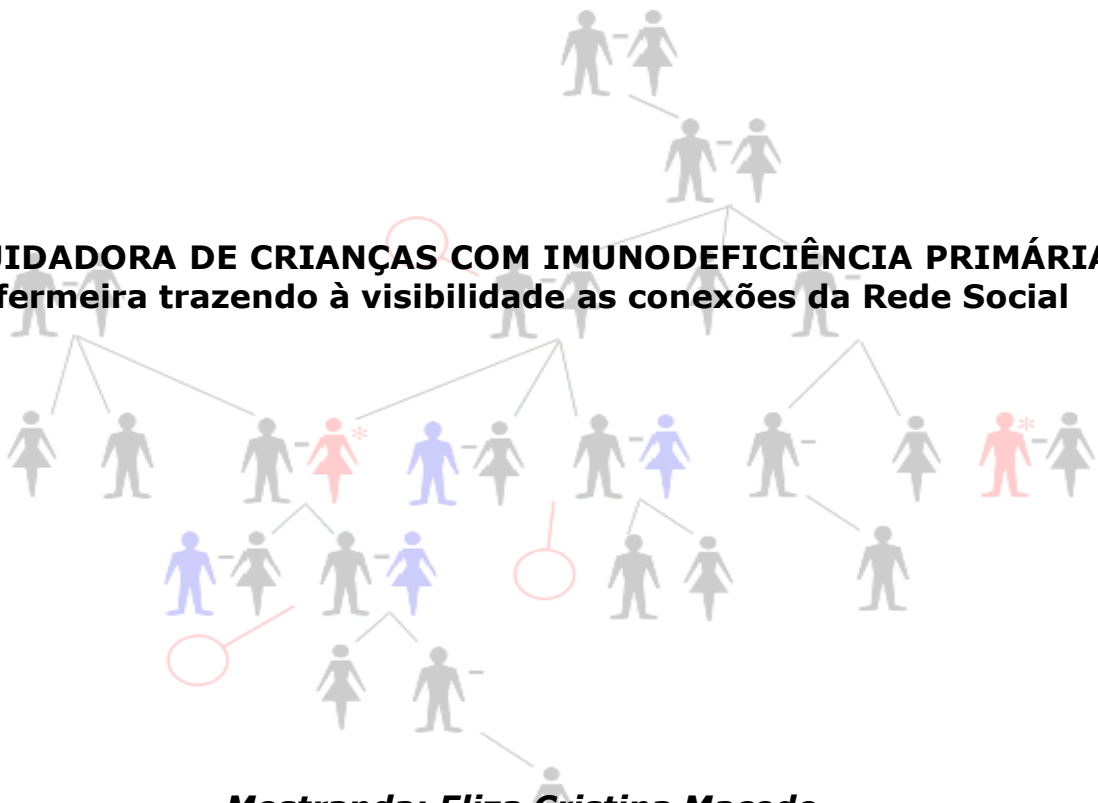 UIDADORA DE CRIANÇAS COM IMUNODEFICIÊNCIA PRIMÁRIA
fermeira trazendo à visibilidade as conexões da Rede Social
Mestranda: Eliza Cristina Macedo